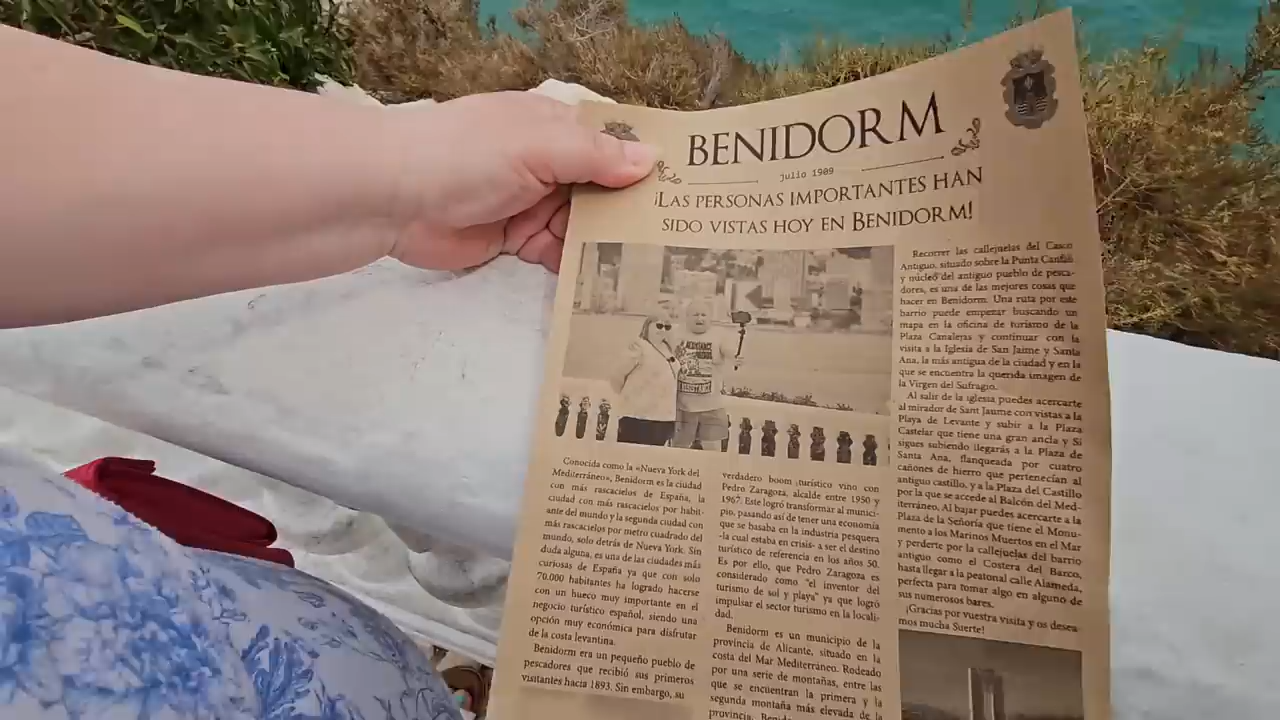 BENIDORM
julio 1909
¡LAS PERSONAS IMPORTANTES HAN
SIDO VISTAS HOY EN BENIDORM!
Conocida como la «Nueva York del
Mediterráneo», Benidorm es la ciudad
con más rascacielos de España, la
ciudad con más rascacielos por habit-
ante del mundo y la segunda ciudad con
más rascacielos por metro cuadrado del
mundo, solo detrás de Nueva York. Sin
duda alguna, es una de las ciudades más
curiosas de España ya que con solo
70.000 habitantes ha logrado hacerse
con un hueco muy importante en el
negocio turístico español, siendo una
opción muy económica para disfrutar
de la costa levantina.
Benidorm era un pequeño pueblo de
pescadores que recibió sus primeros
visitantes hacia 1893. Sin embargo, su
verdadero boom turístico vino con
Pedro Zaragoza, alcalde entre 1950 y
1967. Este logró transformar al munici-
pio, pasando así de tener una economía
que se basaba en la industria pesquera
-la cual estaba en crisis- a ser el destino
turístico de referencia en los años 50.
Es por ello, que Pedro Zaragoza es
considerado como "el inventor del
turismo de sol y playa" ya que logró
impulsar el sector turismo en la locali-
dad.
Benidorm es un municipio de la
provincia de Alicante, situado en la
costa del Mar Mediterráneo. Rodeado
por una serie de montañas, entre las
que se encuentran la primera y la
segunda montaña más elevada de la
provincia.
Recorrer las callejuelas del Casco
Antiguo, situado sobre la Punta Canfali
y núcleo del antiguo pueblo de pesca-
dores, es una de las mejores cosas que
hacer en Benidorm. Una ruta por este
barrio puede empezar buscando un
mapa en la oficina de turismo de la
Plaza Canalejas y continuar con la
visita a la Iglesia de San Jaime y Santa
Ana, la más antigua de la ciudad y en la
que se encuentra la querida imagen de
la Virgen del Sufragio.
Al salir de la iglesia puedes acercarte
al mirador de Sant Jaume con vistas a la
Playa de Levante y subir a la Plaza
Castelar que tiene una gran ancla y Si
sigues subiendo llegarás a la Plaza de
Santa Ana, flanqueada por cuatro
cañones de hierro que pertenecían al
antiguo castillo, y a la Plaza del Castillo
por la que se accede al Balcón del Med-
iterráneo. Al bajar puedes acercarte a la
Plaza de la Señoría que tiene el Monu-
mento a los Marinos Muertos en el Mar
y perderte por la callejuelas del barrio
antiguo como el Costera del Barco,
hasta llegar a la peatonal calle Alameda,
perfecta para tomar algo en alguno de
sus numerosos bares.
¡Gracias por vuestra visita y os desea-
mos mucha Suerte!